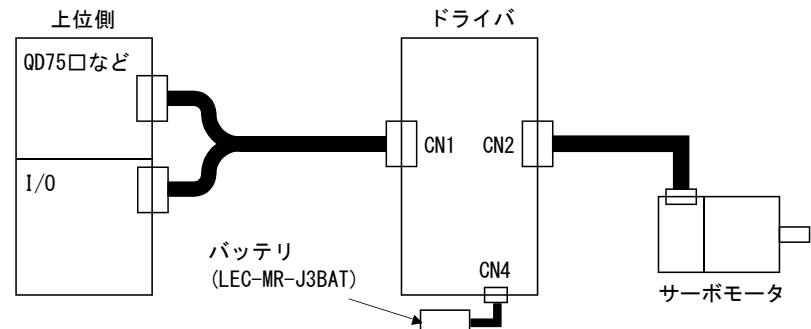 上位側
ドライバ
QD75□など
CN1
CN2
I/O
バッテリ
(LEC-MR-J3BAT)
CN4
サーボモータ